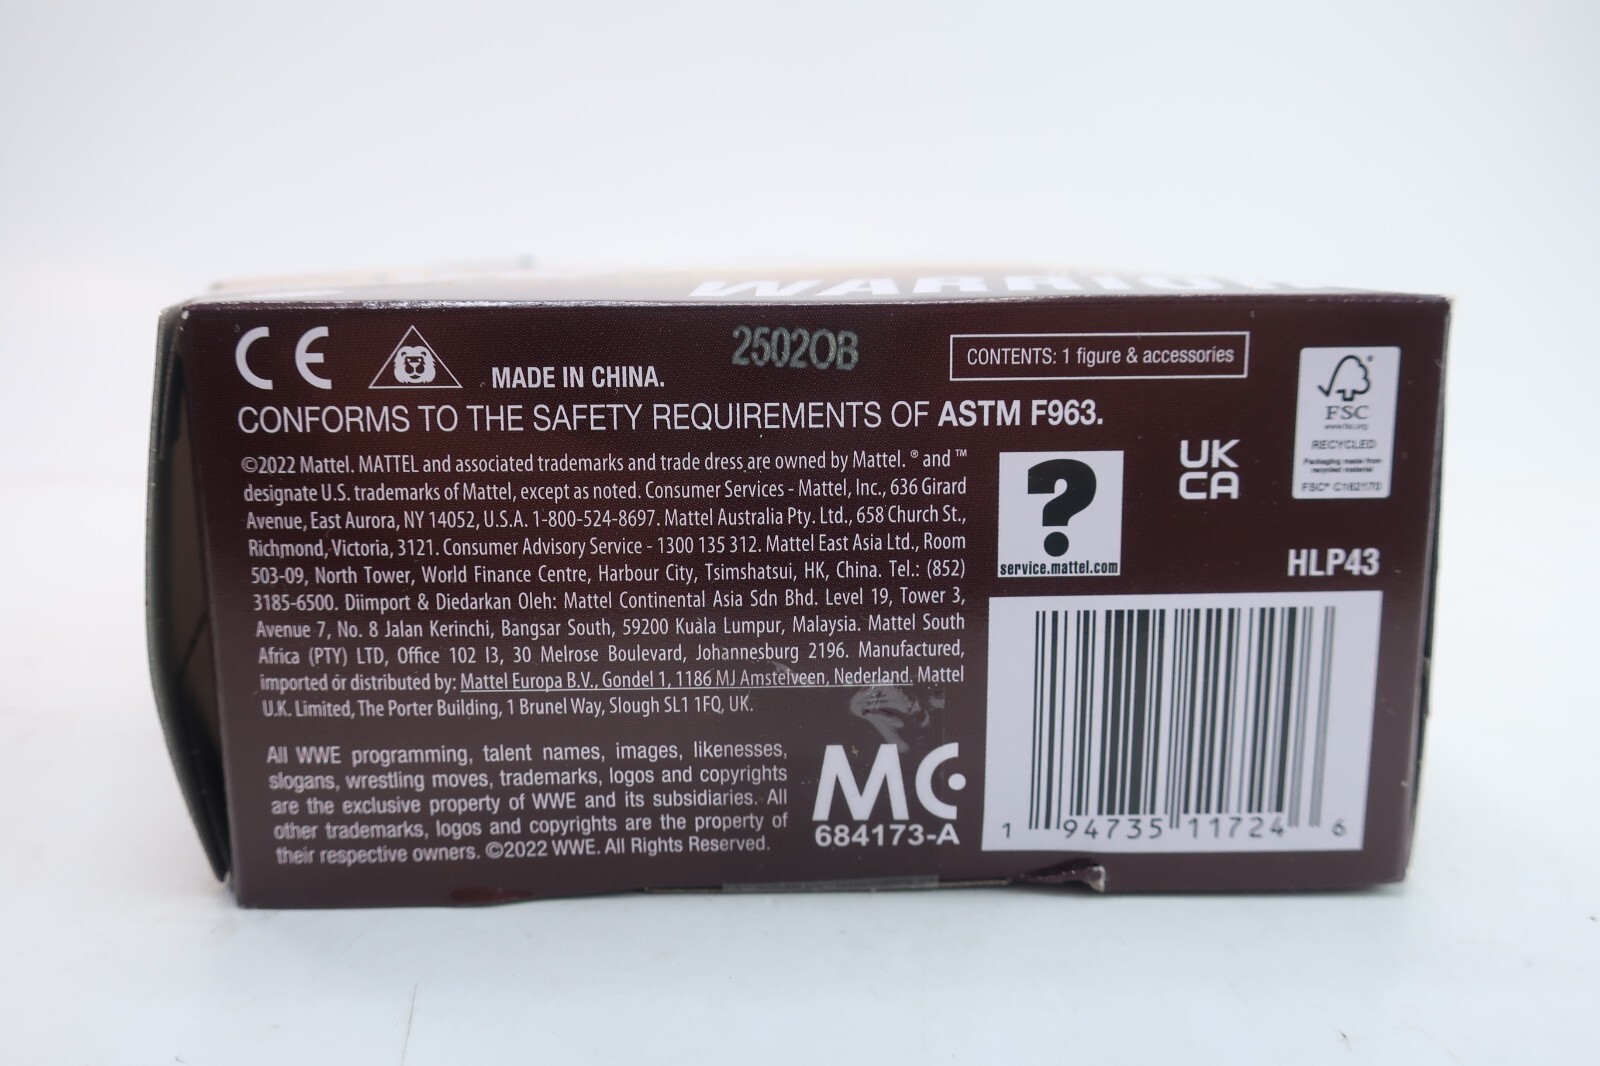 WARRIOR
CE
MADE IN CHINA.
25020B
CONTENTS: 1 figure & accessories
CONFORMS TO THE SAFETY REQUIREMENTS OF ASTM F963.
©2022 Mattel. MATTEL and associated trademarks and trade dress are owned by Mattel. ® and ™
designate U.S. trademarks of Mattel, except as noted. Consumer Services - Mattel, Inc., 636 Girard
Avenue, East Aurora, NY 14052, U.S.A. 1-800-524-8697. Mattel Australia Pty. Ltd., 658 Church St.,
Richmond, Victoria, 3121. Consumer Advisory Service - 1300 135 312. Mattel East Asia Ltd., Room
503-09, North Tower, World Finance Centre, Harbour City, Tsimshatsui, HK, China. Tel.: (852)
3185-6500. Diimport & Diedarkan Oleh: Mattel Continental Asia Sdn Bhd. Level 19, Tower 3,
Avenue 7, No. 8 Jalan Kerinchi, Bangsar South, 59200 Kuala Lumpur, Malaysia. Mattel South
Africa (PTY) LTD, Office 102 I3, 30 Melrose Boulevard, Johannesburg 2196. Manufactured,
imported or distributed by: Mattel Europa B.V., Gondel 1, 1186 MJ Amstelveen, Nederland. Mattel
U.K. Limited, The Porter Building, 1 Brunel Way, Slough SL1 1FQ, UK.
All WWE programming, talent names, images, likenesses,
slogans, wrestling moves, trademarks, logos and copyrights
are the exclusive property of WWE and its subsidiaries. All
other trademarks, logos and copyrights are the property of
their respective owners. ©2022 WWE. All Rights Reserved.
MC
684173-A
?
service.mattel.com
UK
CA
FSC
www.fsc.org
RECYCLED
Packaging made from
recycled material
FSC® C182170
HLP43
1 94735 11724 6